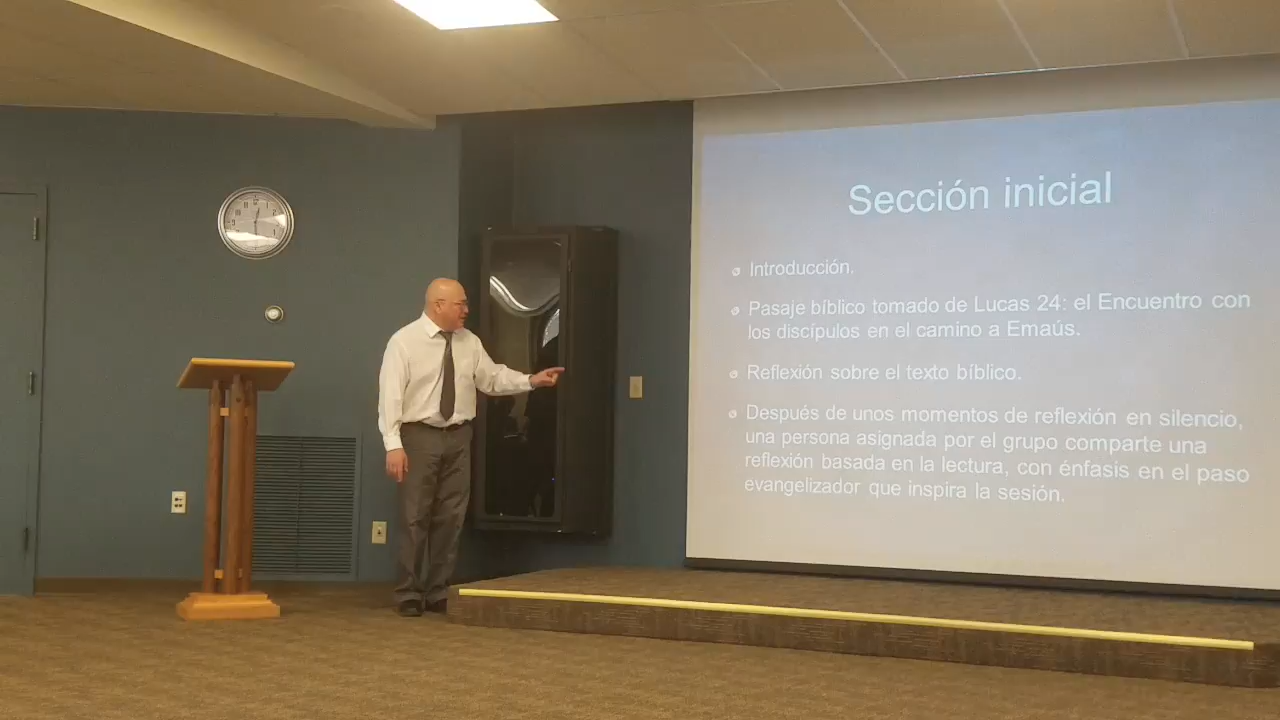 Sección inicial
Introducción.
Pasaje bíblico tomado de Lucas 24: el Encuentro con
los discípulos en el camino a Emaús.
Reflexión sobre el texto bíblico.
Después de unos momentos de reflexión en silencio,
una persona asignada por el grupo comparte una
reflexión basada en la lectura, con énfasis en el paso
evangelizador que inspira la sesión.